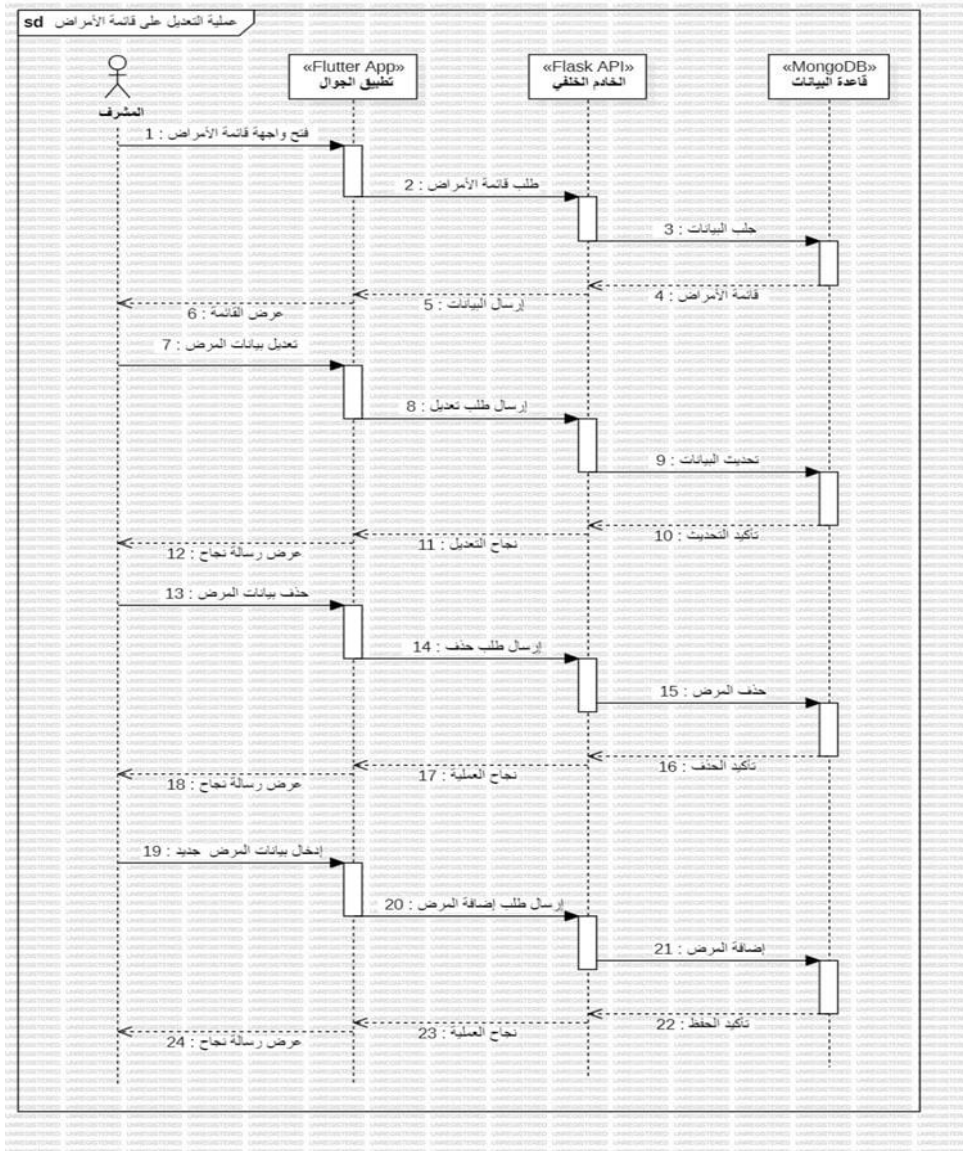 sd عملية التعديل على قائمة الأمراض
المشرف
«Flutter App»
تطبيق الجوال
«Flask API»
الخادم الخلفي
«MongoDB»
قاعدة البيانات
1 : فتح واجهة قائمة الأمراض
2 : طلب قائمة الأمراض
3 : جلب البيانات
4 : قائمة الأمراض
5 : إرسال البيانات
6 : عرض القائمة
7 : تعديل بيانات المرض
8 : إرسال طلب تعديل
9 : تحديث البيانات
10 : تأكيد التحديث
11 : نجاح التعديل
12 : عرض رسالة نجاح
13 : حذف بيانات المرض
14 : إرسال طلب حذف
15 : حذف المرض
16 : تأكيد الحذف
17 : نجاح العملية
18 : عرض رسالة نجاح
19 : إدخال بيانات المرض جديد
20 : إرسال طلب إضافة المرض
21 : إضافة المرض
22 : تأكيد الحفظ
23 : نجاح العملية
24 : عرض رسالة نجاح